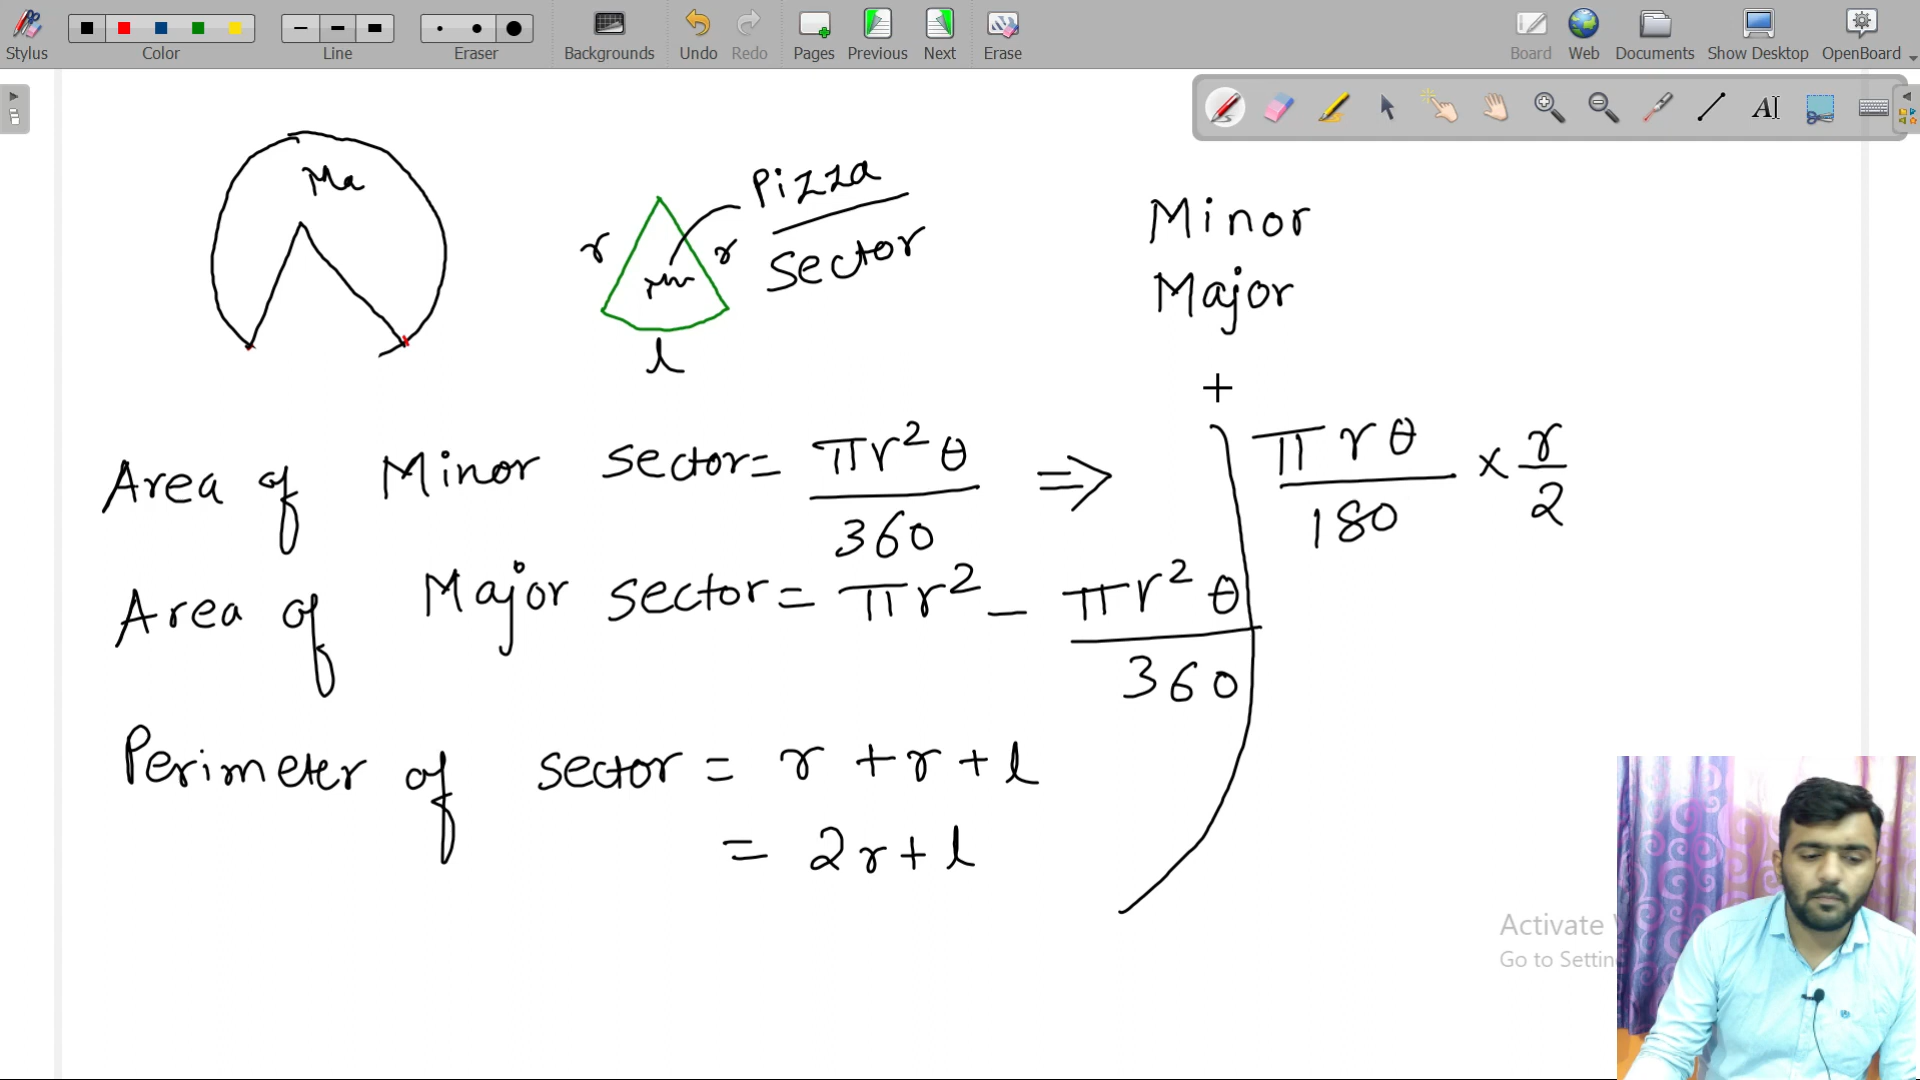 Stylus Color Line Eraser Backgrounds Undo Redo Pages Previous Next Erase Board Web Documents Show Desktop OpenBoard
Ma
Pizza
sector
r
r
l
Minor
Major
+
Area of Minor sector = πr²θ/360 ⇒ πrθ/180 × r/2
Area of Major sector = πr² − πr²θ/360
Perimeter of sector = r + r + l
= 2r + l
Activate
Go to Settin